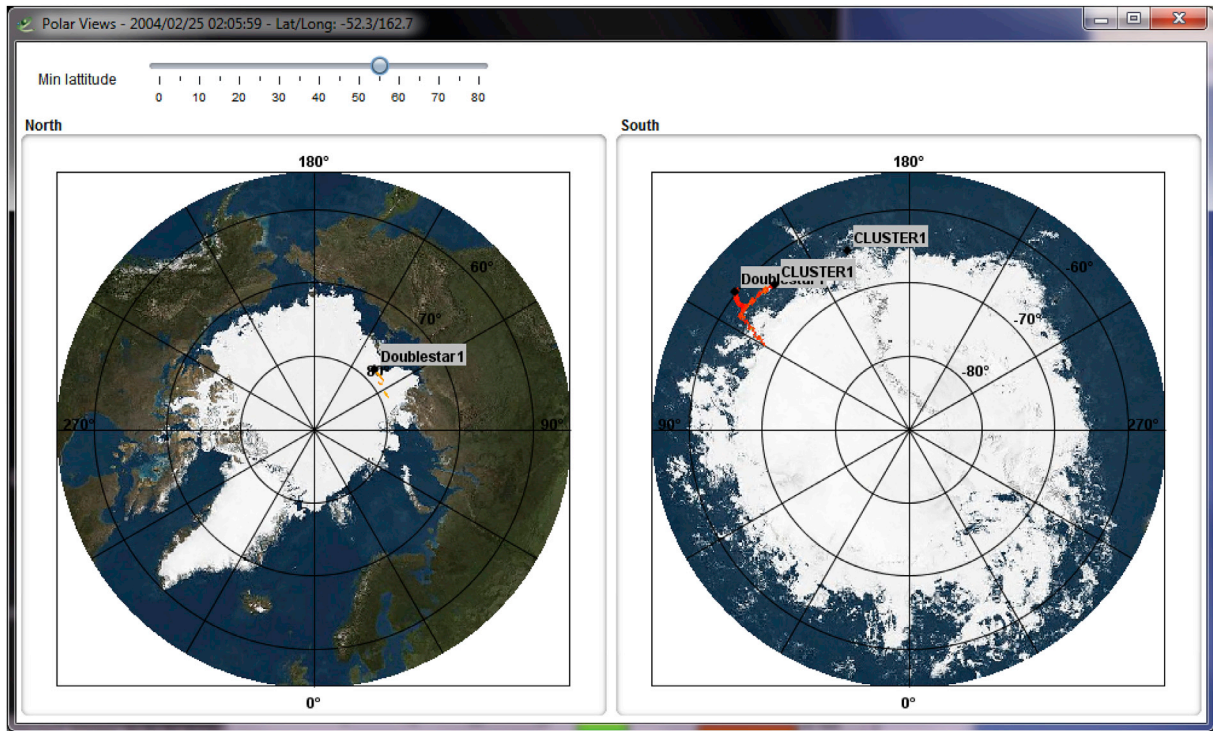 Polar Views - 2004/02/25 02:05:59 - Lat/Long: -52.3/162.7
Min lattitude
0 10 20 30 40 50 60 70 80
North
180°
60°
70°
Doublestar1
270°
90°
0°
South
180°
CLUSTER1
-60°
CLUSTER1
-70°
-80°
90°
270°
0°